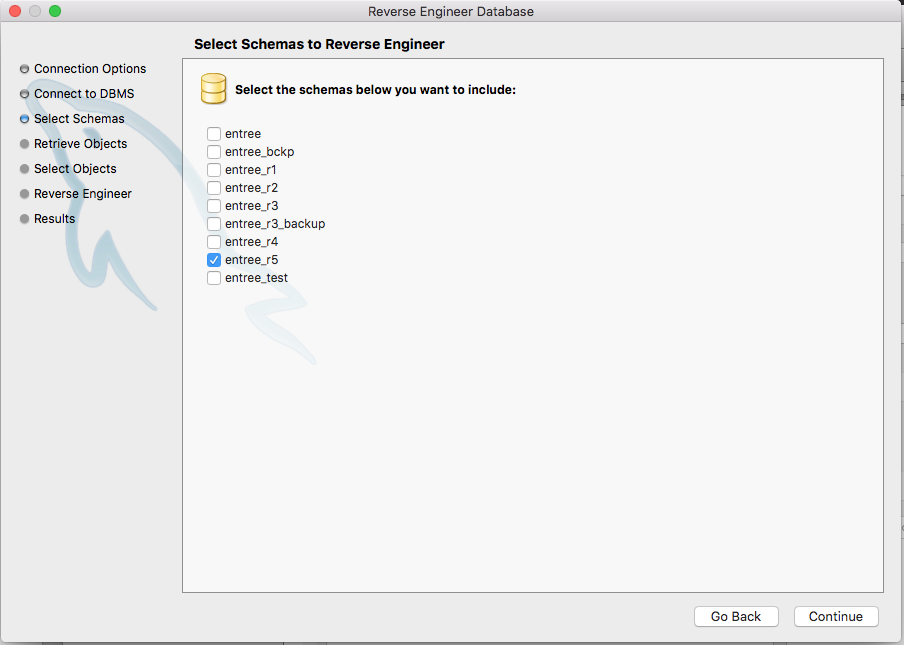 Reverse Engineer Database
Select Schemas to Reverse Engineer
Connection Options
Connect to DBMS
Select Schemas
Retrieve Objects
Select Objects
Reverse Engineer
Results
Select the schemas below you want to include:
entree
entree_bckp
entree_r1
entree_r2
entree_r3
entree_r3_backup
entree_r4
entree_r5
entree_test
Go Back
Continue